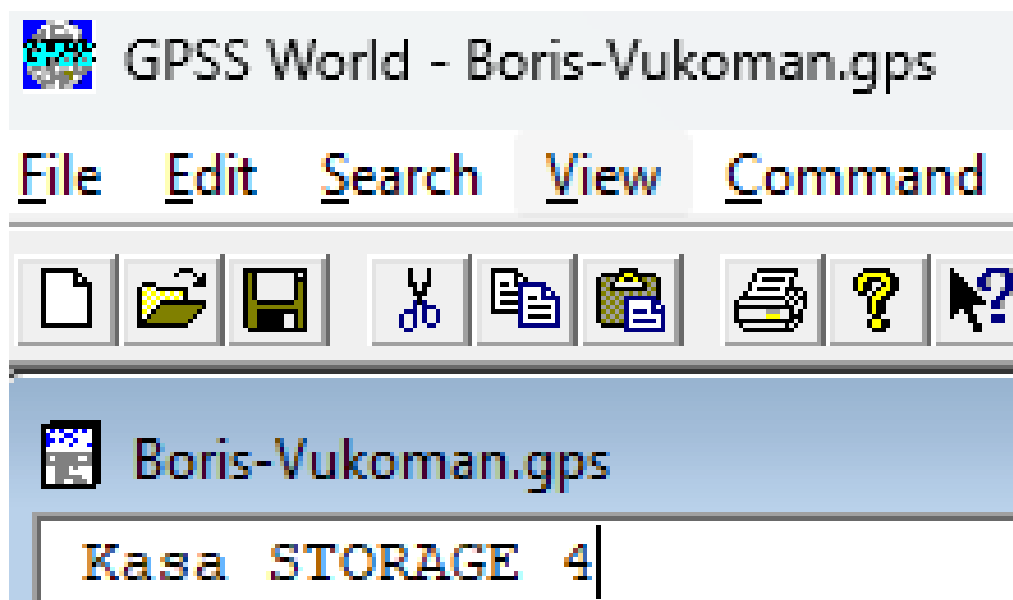 GPSS World - Boris-Vukoman.gps
File Edit Search View Command
Boris-Vukoman.gps
Kasa STORAGE 4